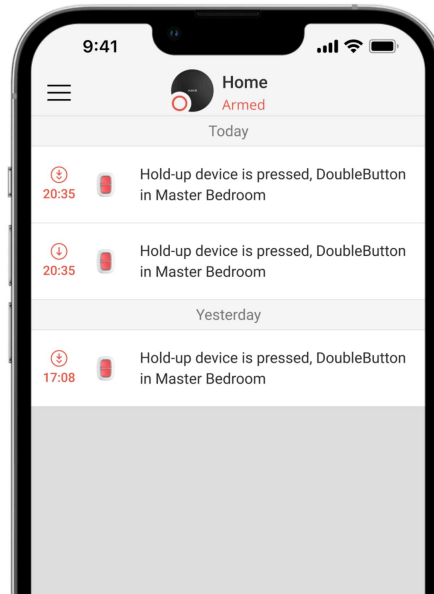 9:41
Home
Armed
Today
Hold-up device is pressed, DoubleButton
20:35
in Master Bedroom
Hold-up device is pressed, DoubleButton
20:35
in Master Bedroom
Yesterday
Hold-up device is pressed, DoubleButton
17:08
in Master Bedroom